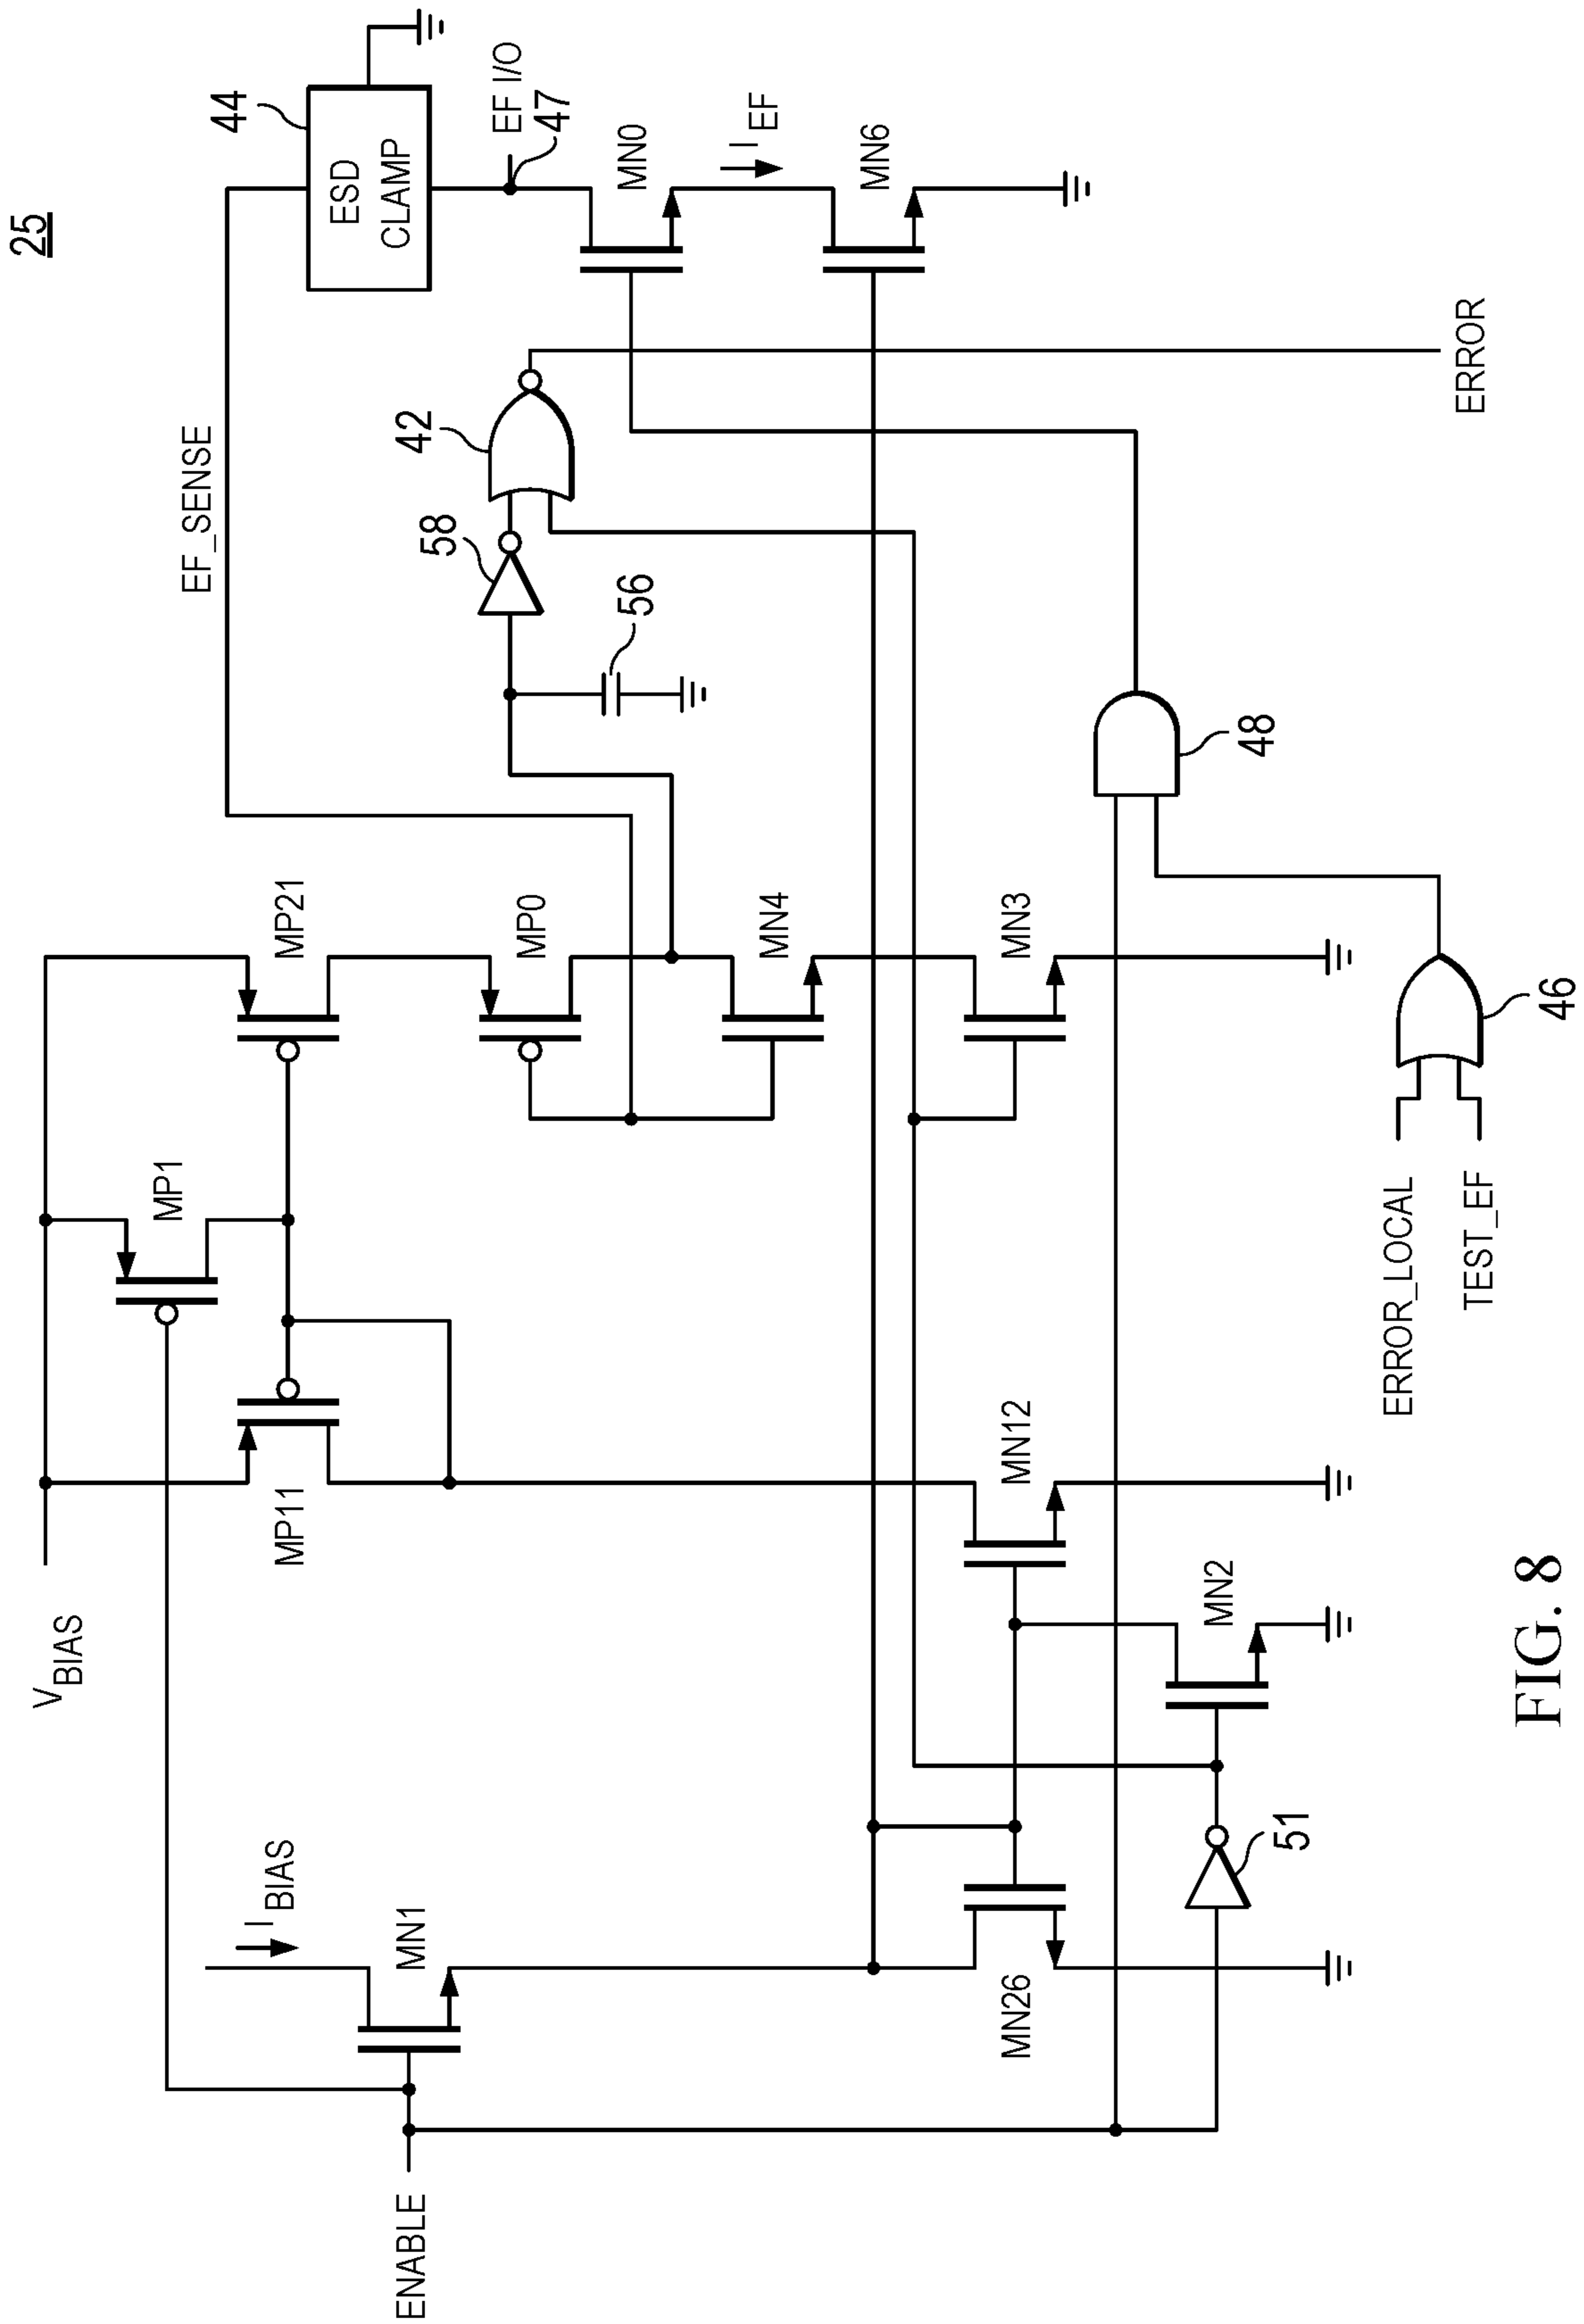 25
44
ESD
CLAMP
EF_SENSE
EF I/O
47
MN0
I EF
MN6
42
58
56
ERROR
48
46
ERROR_LOCAL
TEST_EF
MP21
MP0
MN4
MN3
MP1
MP11
V BIAS
MN12
MN2
I BIAS
MN1
MN26
51
ENABLE
FIG. 8